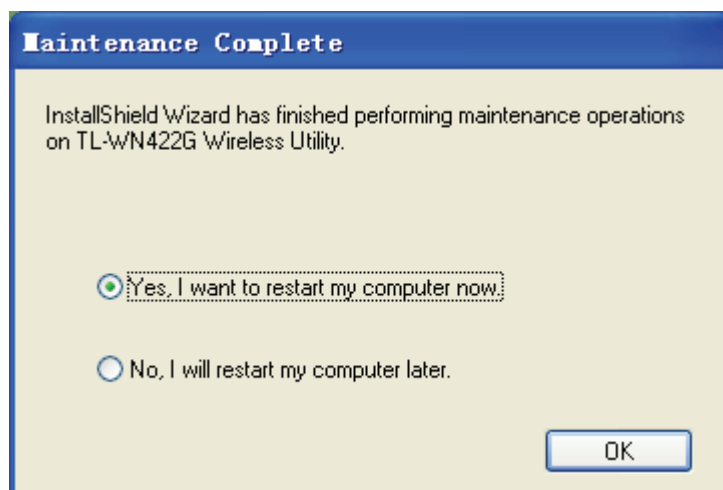 Maintenance Complete
InstallShield Wizard has finished performing maintenance operations
on TL-WN422G Wireless Utility.
Yes, I want to restart my computer now.
No, I will restart my computer later.
OK